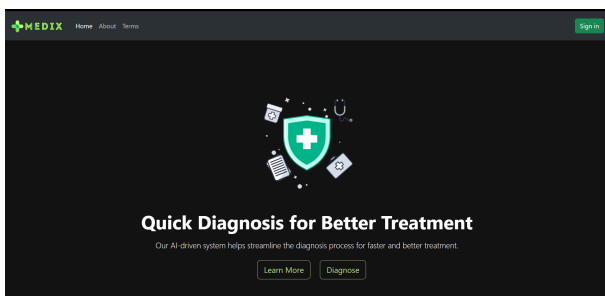 MEDIX Home About Terms Sign in
Quick Diagnosis for Better Treatment
Our AI-driven system helps streamline the diagnosis process for faster and better treatment.
Learn More Diagnose